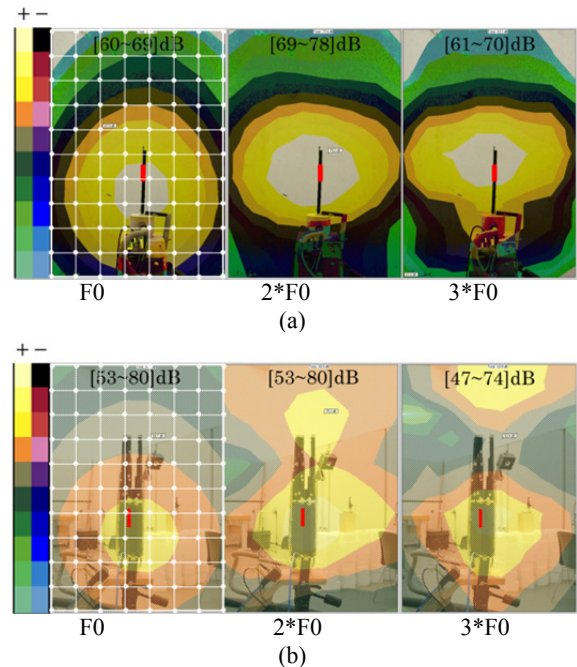 + −
[60~69]dB [69~78]dB [61~70]dB
F0 2*F0 3*F0
(a)
+ −
[53~80]dB [53~80]dB [47~74]dB
F0 2*F0 3*F0
(b)